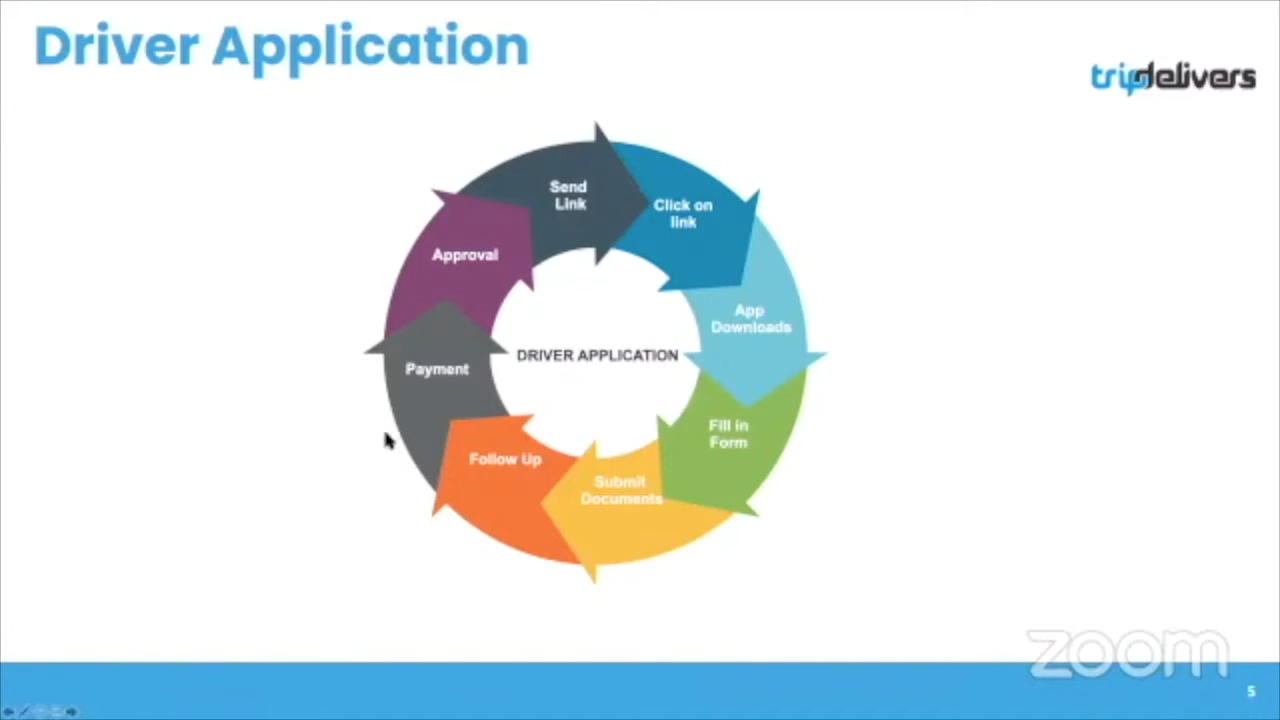 Driver Application
tripdelivers
Send
Link
Click on
link
App
Downloads
Fill in
Form
Submit
Documents
Follow Up
Payment
Approval
DRIVER APPLICATION
zoom
5